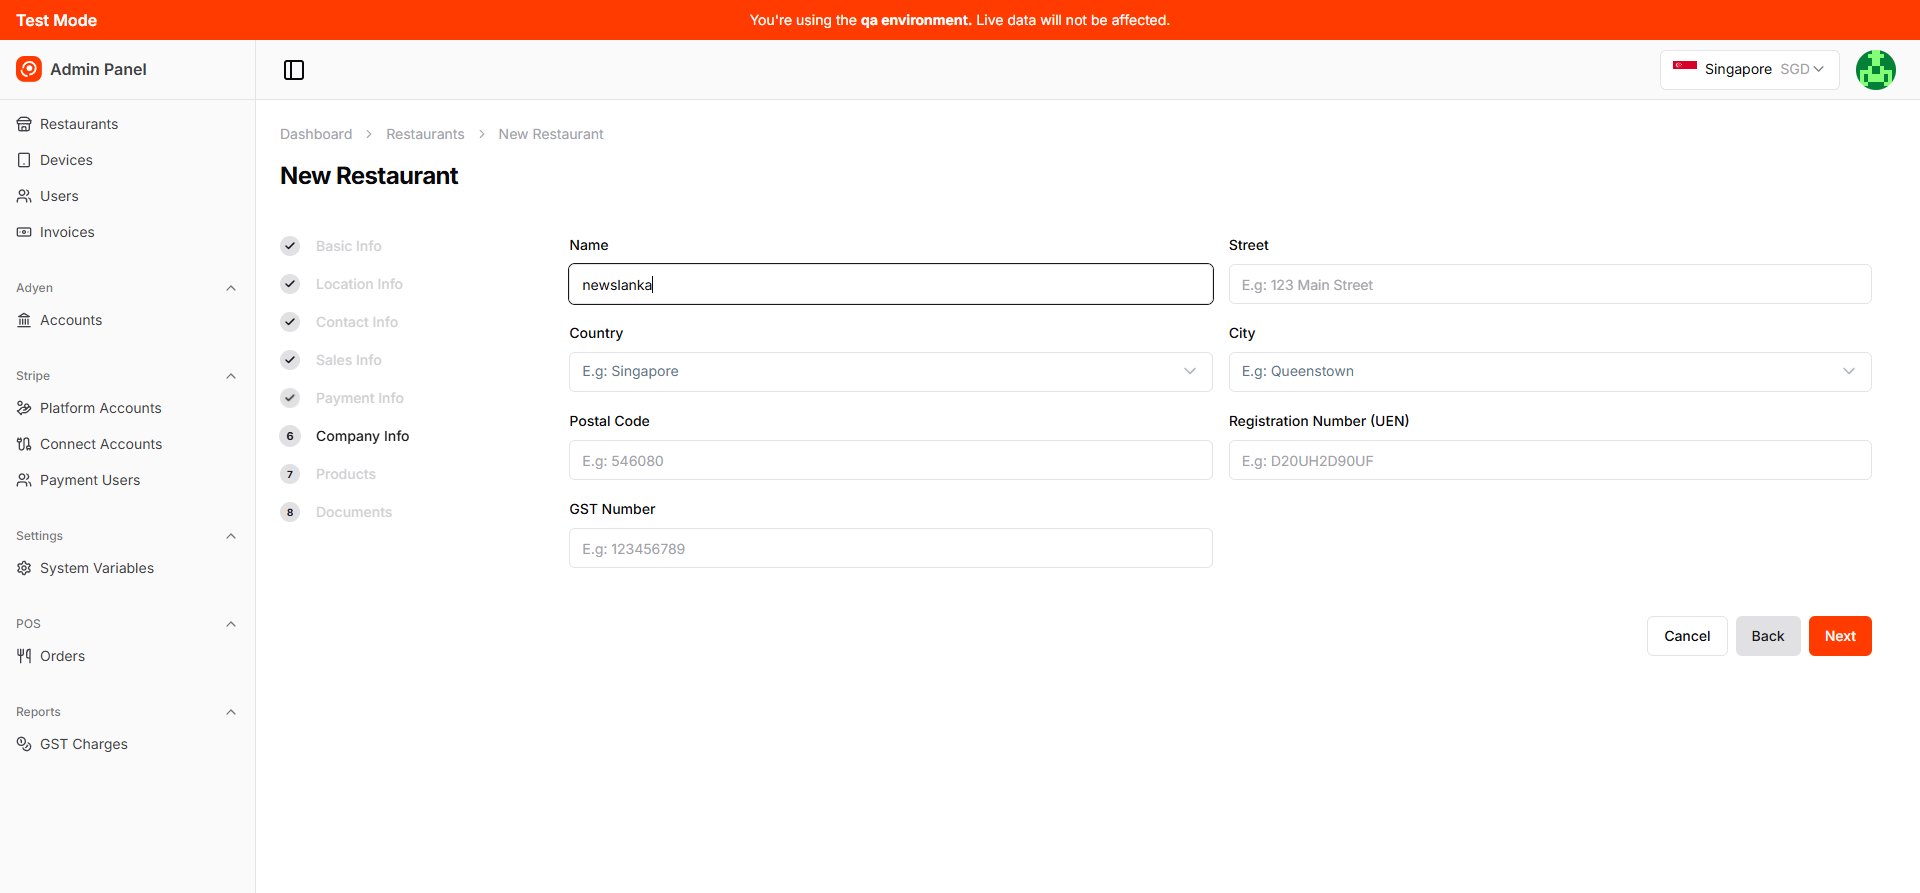 Test Mode
You're using the qa environment. Live data will not be affected.
Admin Panel
Singapore SGD
Restaurants
Devices
Users
Invoices
Adyen
Accounts
Stripe
Platform Accounts
Connect Accounts
Payment Users
Settings
System Variables
POS
Orders
Reports
GST Charges
Dashboard > Restaurants > New Restaurant
New Restaurant
Basic Info
Location Info
Contact Info
Sales Info
Payment Info
6 Company Info
7 Products
8 Documents
Name
newslanka
Street
E.g: 123 Main Street
Country
E.g: Singapore
City
E.g: Queenstown
Postal Code
E.g: 546080
Registration Number (UEN)
E.g: D20UH2D90UF
GST Number
E.g: 123456789
Cancel
Back
Next